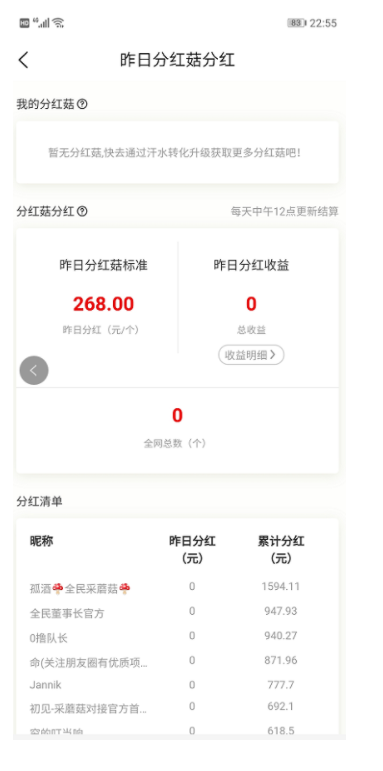 HD 4G 22:55
昨日分红菇分红
我的分红菇?
暂无分红菇,快去通过汗水转化升级获取更多分红菇吧!
分红菇分红? 每天中午12点更新结算
昨日分红菇标准 昨日分红收益
268.00 0
昨日分红(元/个) 总收益
收益明细
0
全网总数(个)
分红清单
昵称 昨日分红 累计分红
(元) (元)
孤酒🍄全民采蘑菇🍄 0 1594.11
全民董事长官方 0 947.93
0撸队长 0 940.27
命(关注朋友圈有优质项... 0 871.96
Jannik 0 777.7
初见-采蘑菇对接官方首... 0 692.1
0 618.5